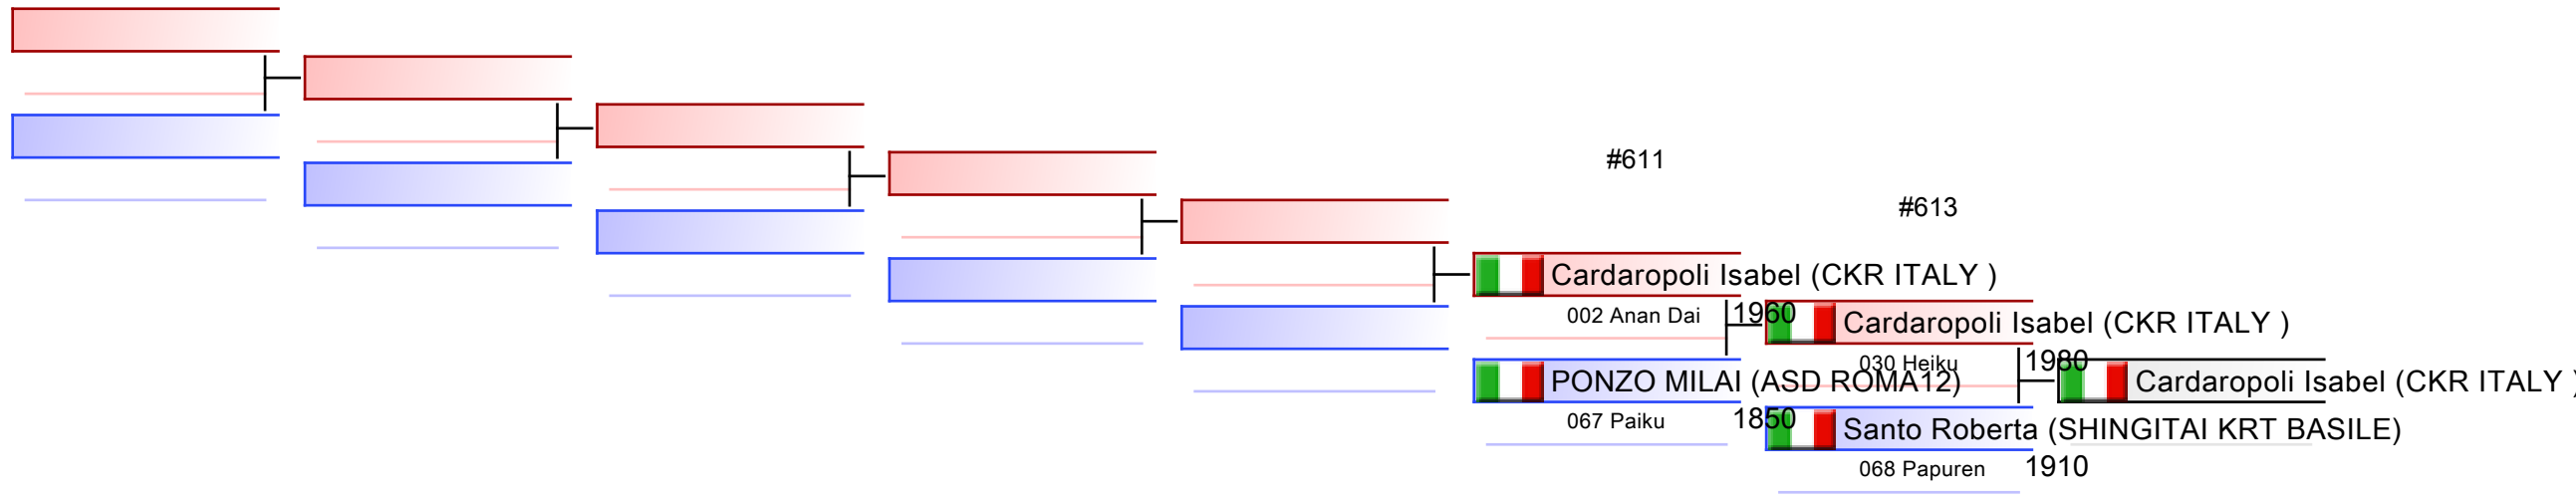 #611
#613
Cardaropoli Isabel (CKR ITALY )
002 Anan Dai 1960
Cardaropoli Isabel (CKR ITALY )
030 Heiku 1980
PONZO MILAI (ASD ROMA12)
Cardaropoli Isabel (CKR ITALY )
067 Paiku 1850
Santo Roberta (SHINGITAI KRT BASILE)
068 Papuren 1910